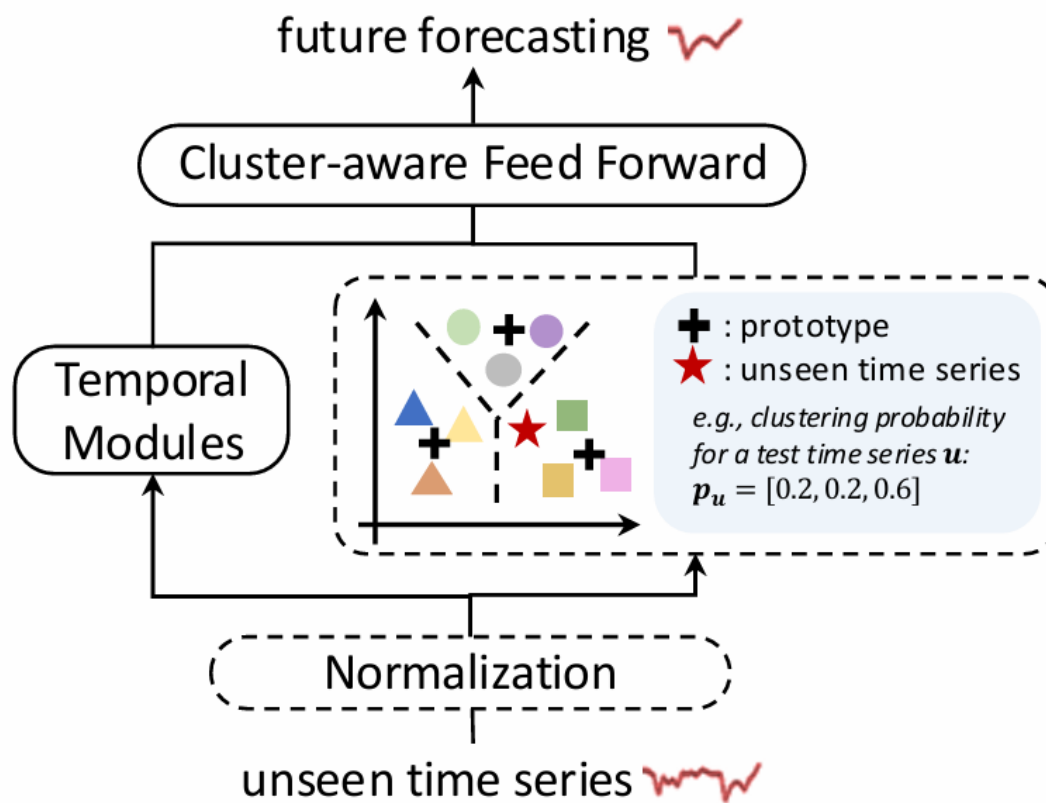 future forecasting
Cluster-aware Feed Forward
Temporal
Modules
: prototype
: unseen time series
e.g., clustering probability
for a test time series u:
p_u = [0.2, 0.2, 0.6]
Normalization
unseen time series